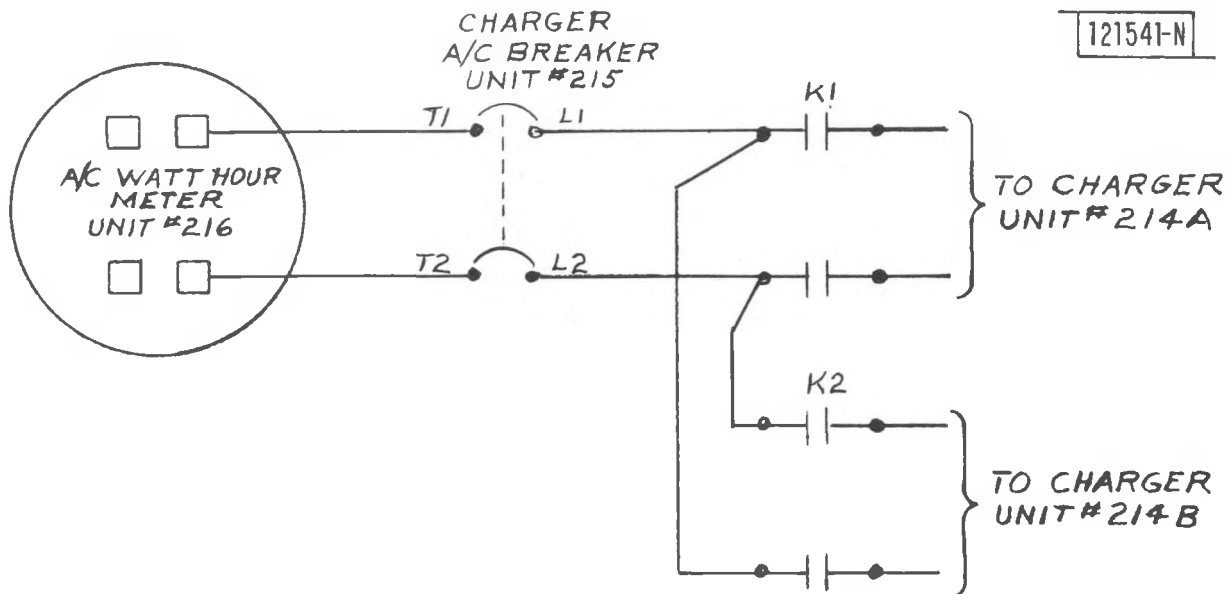 CHARGER
A/C BREAKER
UNIT #215
121541-N
T1
L1
K1
A/C WATT HOUR
METER
UNIT #216
TO CHARGER
UNIT # 214A
T2
L2
K2
TO CHARGER
UNIT # 214B